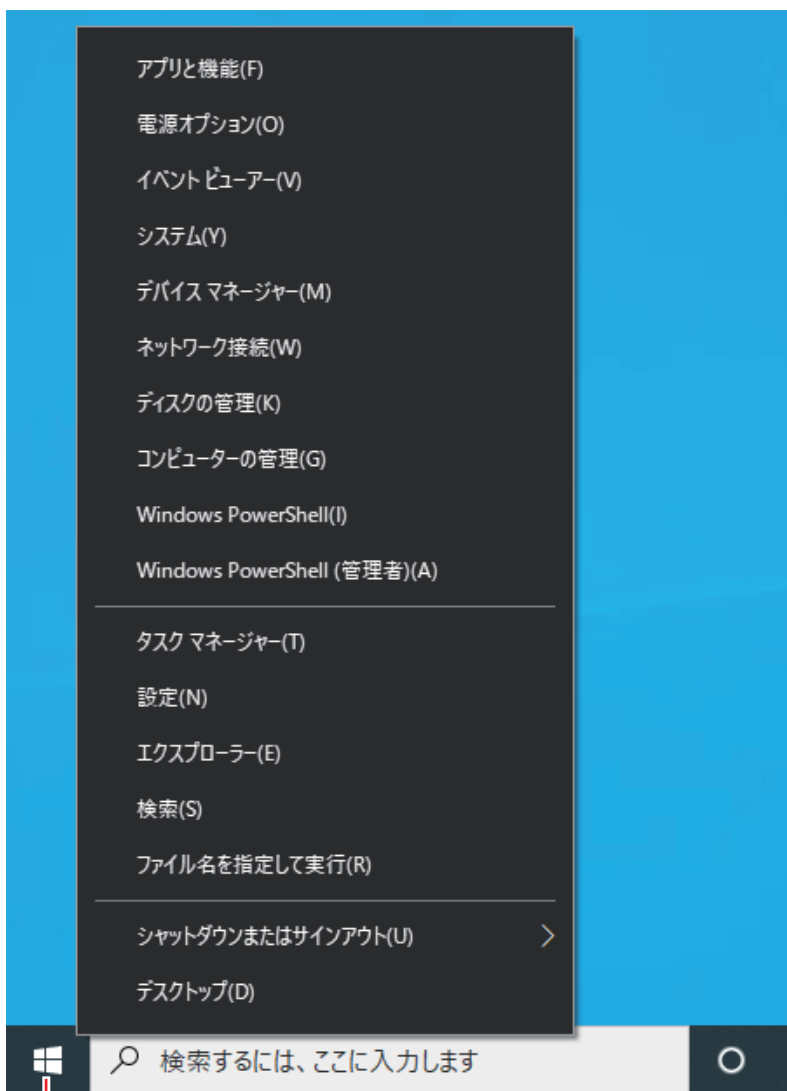 アプリと機能(F)
電源オプション(O)
イベント ビューアー(V)
システム(Y)
デバイス マネージャー(M)
ネットワーク接続(W)
ディスクの管理(K)
コンピューターの管理(G)
Windows PowerShell(I)
Windows PowerShell (管理者)(A)
タスク マネージャー(T)
設定(N)
エクスプローラー(E)
検索(S)
ファイル名を指定して実行(R)
シャットダウンまたはサインアウト(U)
デスクトップ(D)
検索するには、ここに入力します